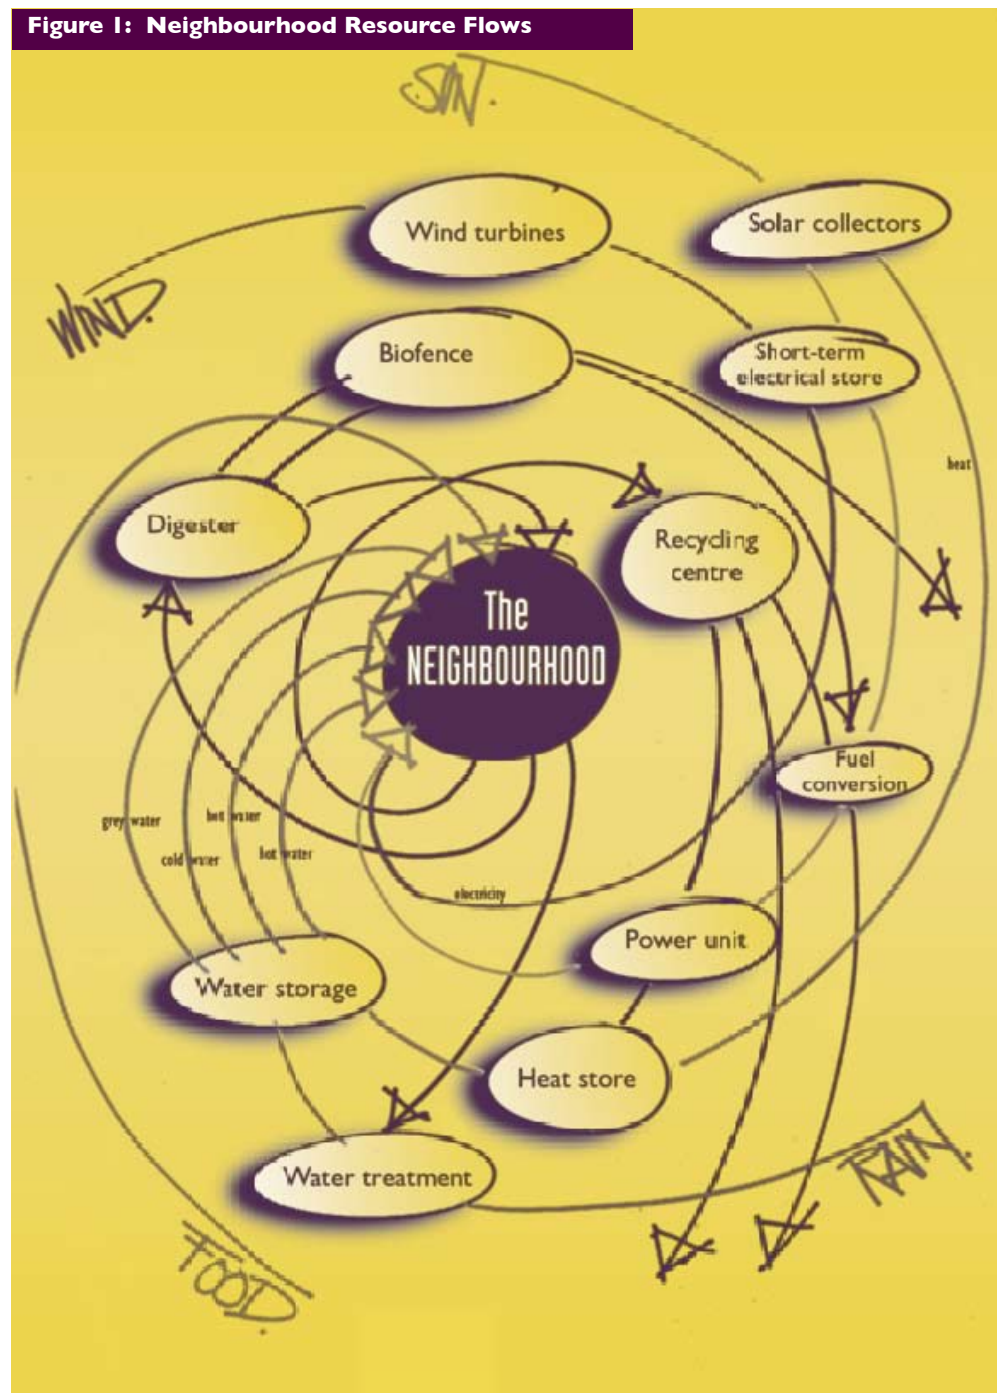 Figure 1: Neighbourhood Resource Flows
SUN.
Wind turbines
Solar collectors
WIND.
Biofence
Short-term
electrical store
heat
Digester
Recycling
centre
The
NEIGHBOURHOOD
Fuel
conversion
grey water
hot water
cold water
hot water
electricity
Power unit
Water storage
Heat store
RAIN.
Water treatment
FOOD.